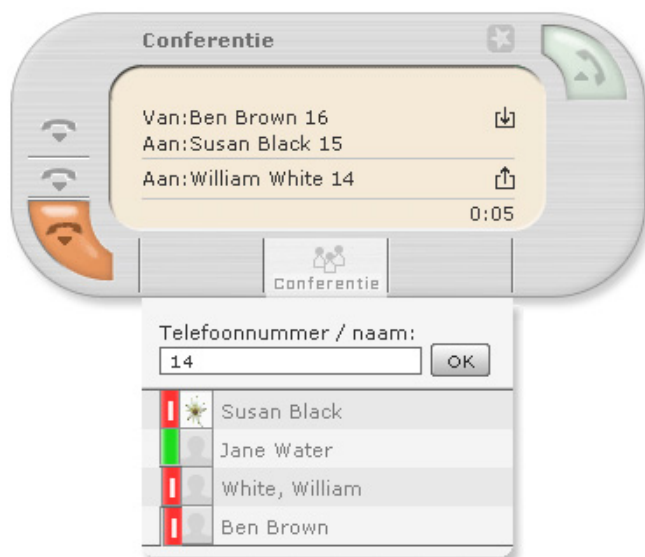 Conferentie
Van:Ben Brown 16
Aan:Susan Black 15
Aan:William White 14
0:05
Conferentie
Telefoonnummer / naam:
14 OK
Susan Black
Jane Water
White, William
Ben Brown